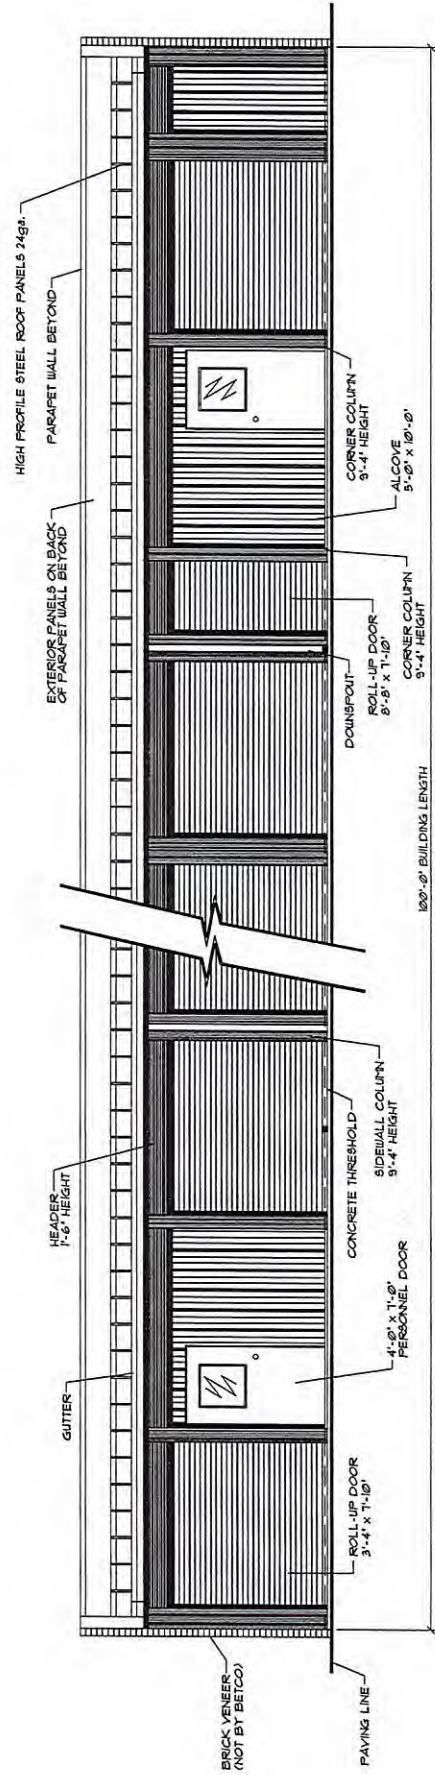 HIGH PROFILE STEEL ROOF PANELS 24ga.
PARAPET WALL BEYOND
EXTERIOR PANELS ON BACK
OF PARAPET WALL BEYOND
HEADER
1'-6" HEIGHT
GUTTER
BRICK VENEER
(NOT BY BETCO)
PAVING LINE
ROLL-UP DOOR
3'-4" x 7'-10"
4'-0" x 7'-0"
PERSONNEL DOOR
CONCRETE THRESHOLD
SIDEWALL COLUMN
9'-4" HEIGHT
DOWNSPOUT
ROLL-UP DOOR
8'-8" x 7'-10"
CORNER COLUMN
9'-4" HEIGHT
ALCOVE
5'-0" x 10'-0"
CORNER COLUMN
9'-4" HEIGHT
100'-0" BUILDING LENGTH